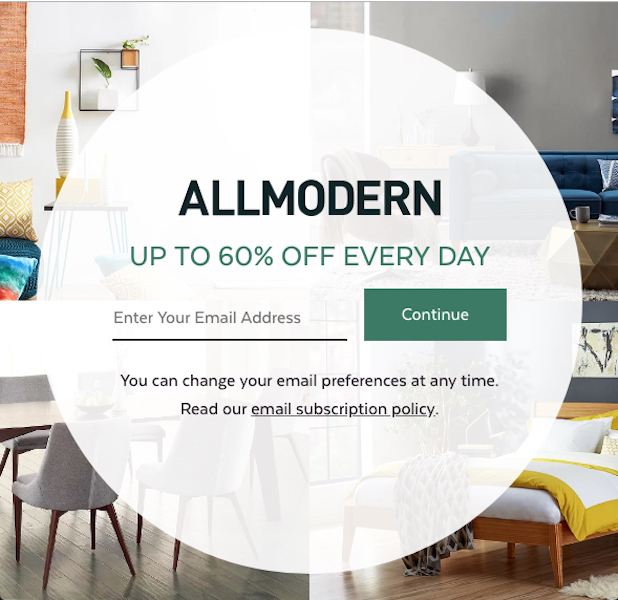 ALLMODERN
UP TO 60% OFF EVERY DAY
Enter Your Email Address
Continue
You can change your email preferences at any time.
Read our email subscription policy.